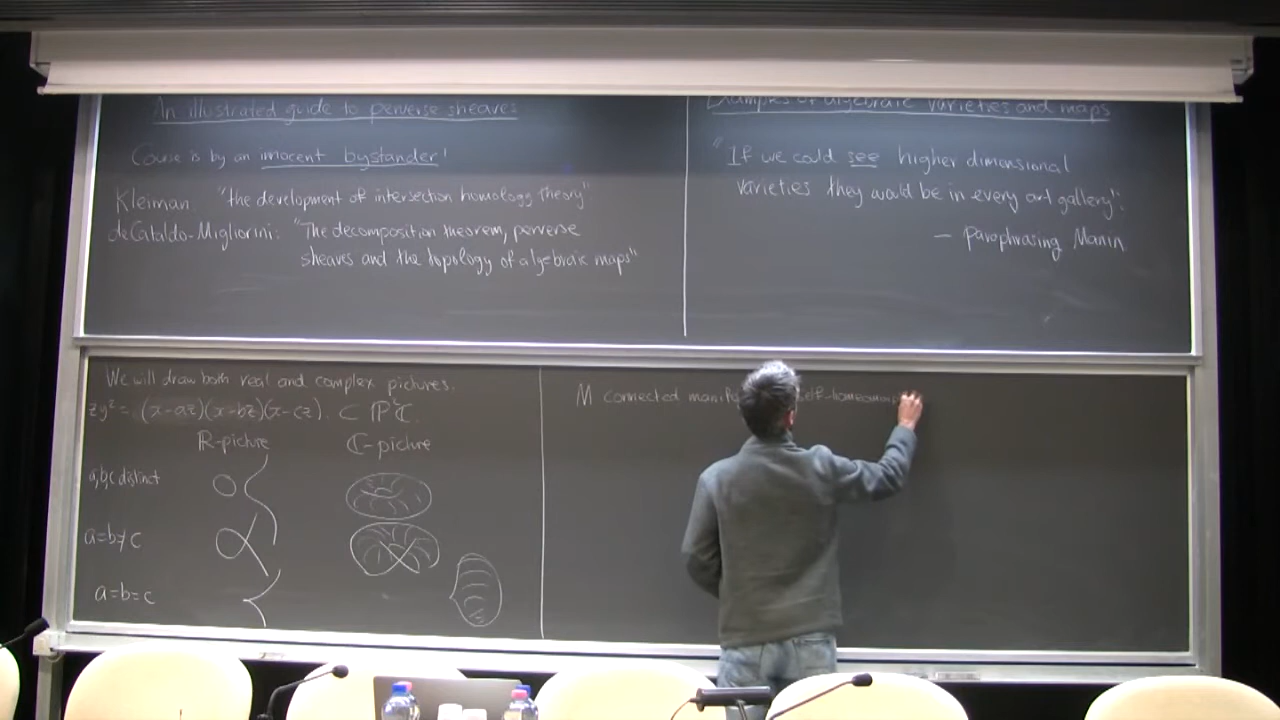 An illustrated guide to perverse sheaves
Course is by an innocent bystander!
Kleiman: "the development of intersection homology theory"
deCataldo-Migliorini: "The decomposition theorem, perverse
sheaves and the topology of algebraic maps"
Examples of algebraic varieties and maps
"If we could see higher dimensional
varieties they would be in every art gallery":
— Paraphrasing Manin
We will draw both real and complex pictures.
zy² = (x-az)(x-bz)(x-cz) ⊂ P²ℂ.
ℝ-picture ℂ-picture
a,b,c distinct
a=b≠c
a=b=c
M connected manifo self-homeomorp